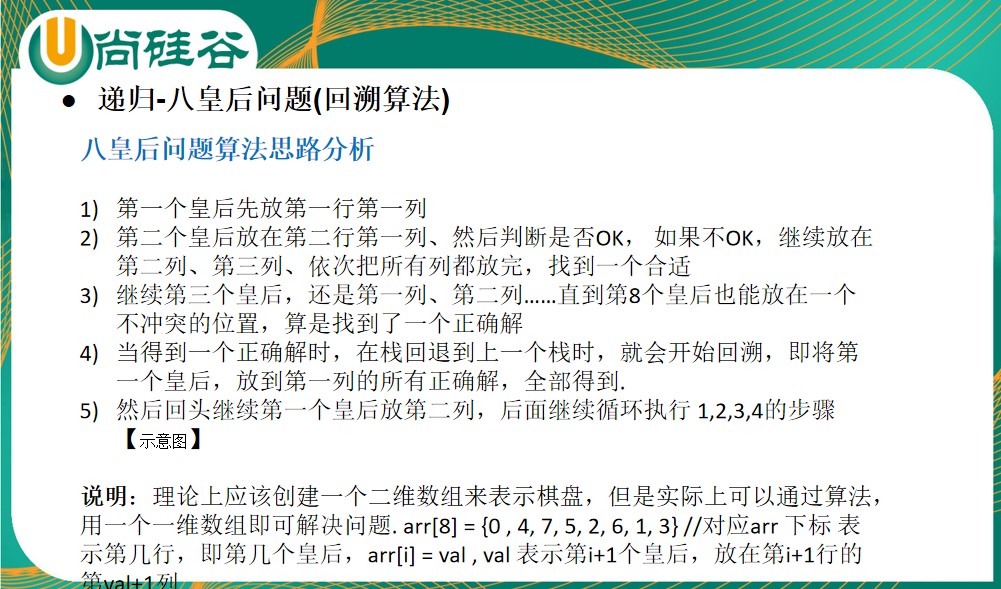 U尚硅谷
● 递归-八皇后问题(回溯算法)
八皇后问题算法思路分析
1) 第一个皇后先放第一行第一列
2) 第二个皇后放在第二行第一列、然后判断是否OK， 如果不OK，继续放在
第二列、第三列、依次把所有列都放完，找到一个合适
3) 继续第三个皇后，还是第一列、第二列……直到第8个皇后也能放在一个
不冲突的位置，算是找到了一个正确解
4) 当得到一个正确解时，在栈回退到上一个栈时，就会开始回溯，即将第
一个皇后，放到第一列的所有正确解，全部得到.
5) 然后回头继续第一个皇后放第二列，后面继续循环执行 1,2,3,4的步骤
【示意图】
说明：理论上应该创建一个二维数组来表示棋盘，但是实际上可以通过算法，
用一个一维数组即可解决问题. arr[8] = {0 , 4, 7, 5, 2, 6, 1, 3} //对应arr 下标 表
示第几行，即第几个皇后，arr[i] = val , val 表示第i+1个皇后，放在第i+1行的
第val+1列